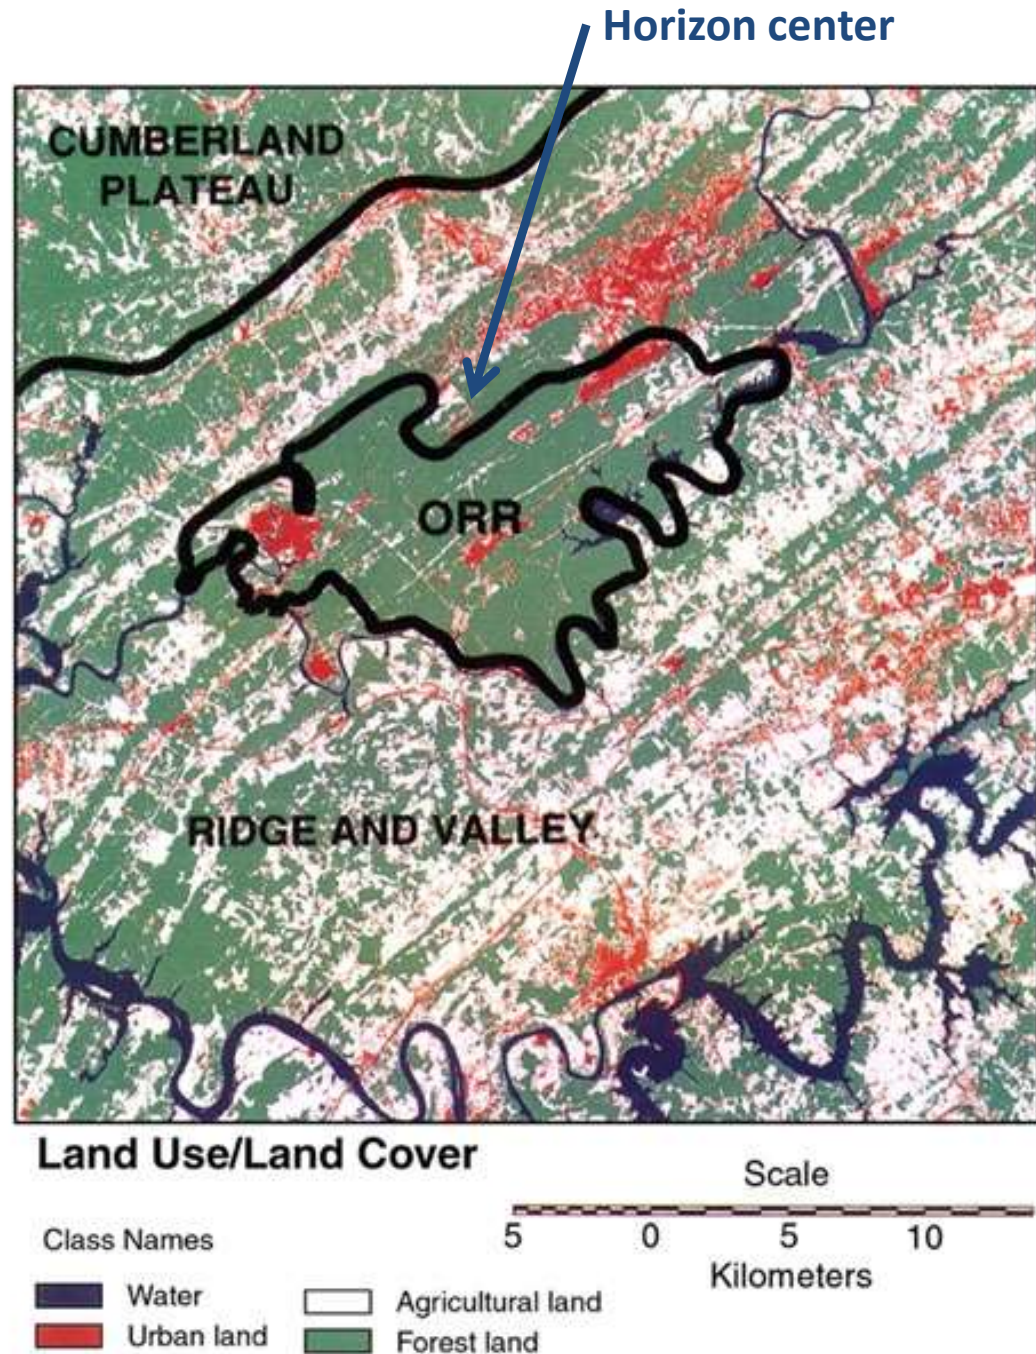 Horizon center
CUMBERLAND
PLATEAU
ORR
RIDGE AND VALLEY
Land Use/Land Cover
Scale
5 0 5 10
Kilometers
Class Names
Water
Urban land
Agricultural land
Forest land